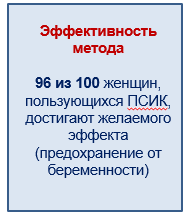 Эффективность
метода
96 из 100 женщин,
пользующихся ПСИК,
достигают желаемого
эффекта
(предохранение от
беременности)